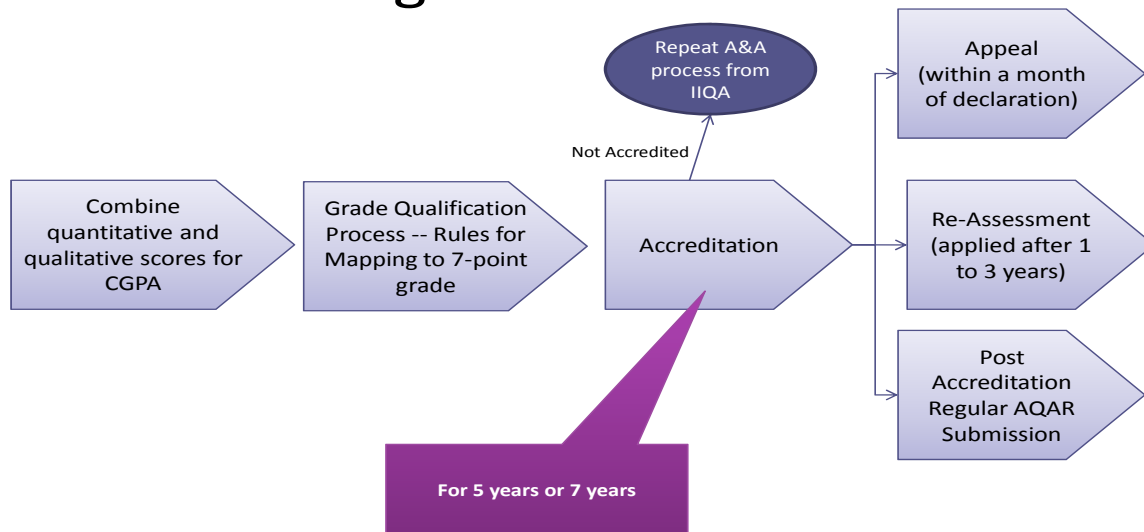 Repeat A&A
process from
IIQA
Appeal
(within a month
of declaration)
Not Accredited
Combine
quantitative and
qualitative scores for
CGPA
Grade Qualification
Process -- Rules for
Mapping to 7-point
grade
Accreditation
Re-Assessment
(applied after 1
to 3 years)
Post
Accreditation
Regular AQAR
Submission
For 5 years or 7 years